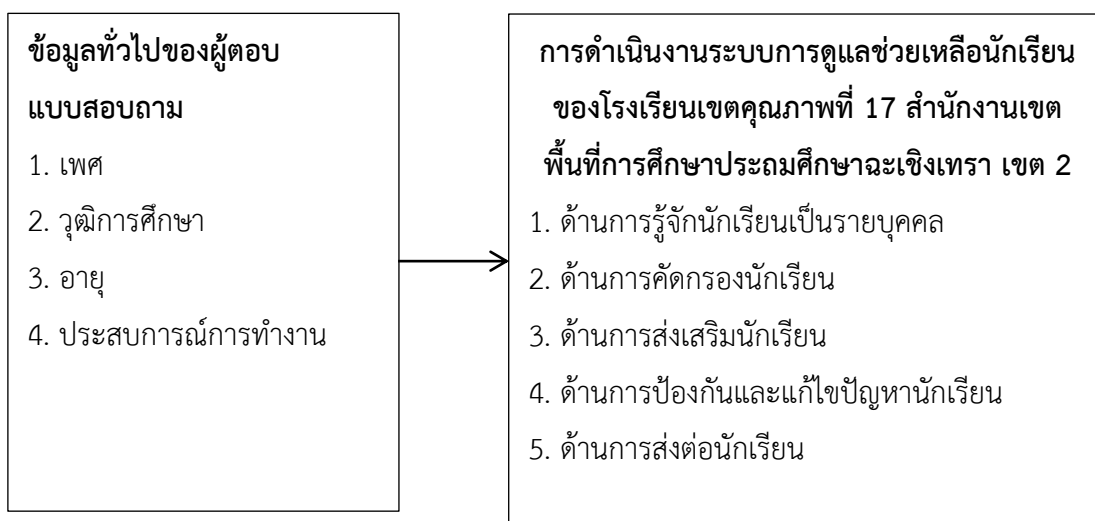 ข้อมูลทั่วไปของผู้ตอบ
แบบสอบถาม
1. เพศ
2. วุฒิการศึกษา
3. อายุ
4. ประสบการณ์การทำงาน
การดำเนินงานระบบการดูแลช่วยเหลือนักเรียน
ของโรงเรียนเขตคุณภาพที่ 17 สำนักงานเขต
พื้นที่การศึกษาประถมศึกษาฉะเชิงเทรา เขต 2
1. ด้านการรู้จักนักเรียนเป็นรายบุคคล
2. ด้านการคัดกรองนักเรียน
3. ด้านการส่งเสริมนักเรียน
4. ด้านการป้องกันและแก้ไขปัญหานักเรียน
5. ด้านการส่งต่อนักเรียน